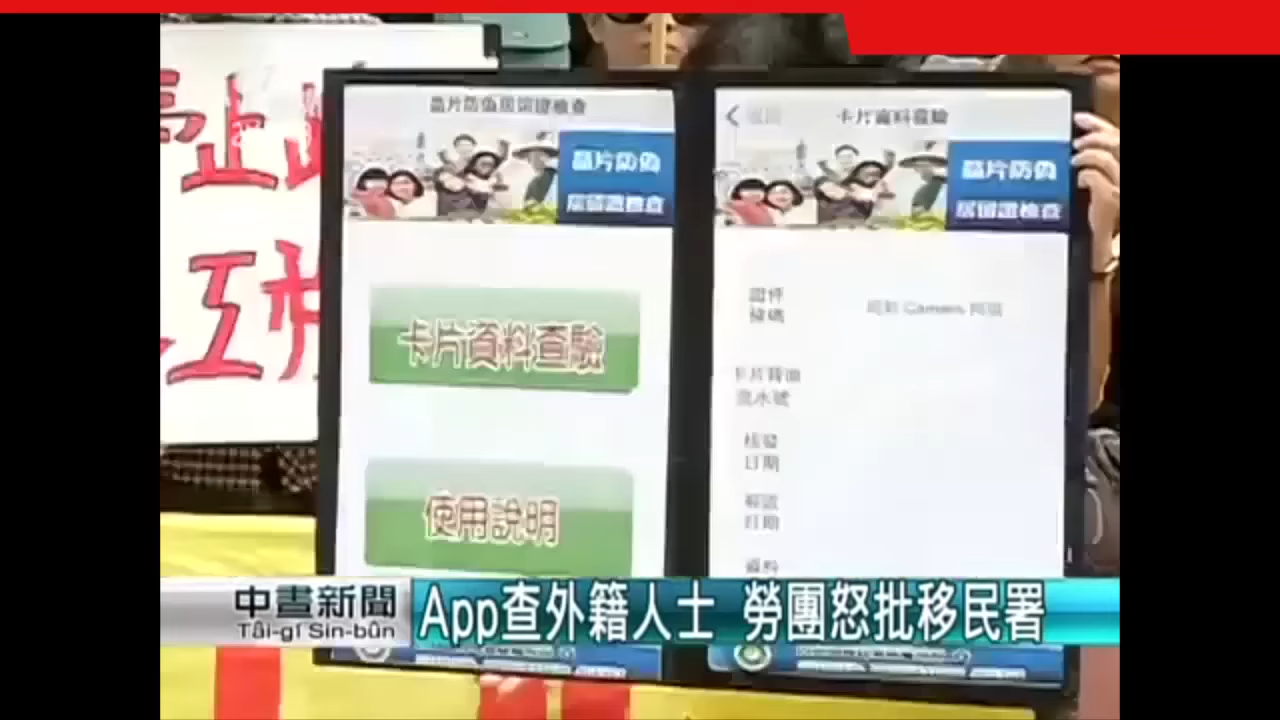 止
工
晶片防偽居留證檢查
晶片防偽
居留證檢查
卡片資料查驗
使用說明
卡片資料查驗
晶片防偽
居留證檢查
證件
條碼
卡片背面
流水號
核發
日期
日期
資料
中晝新聞
Tâi-gí Sin-bûn
App查外籍人士 勞團怒批移民署